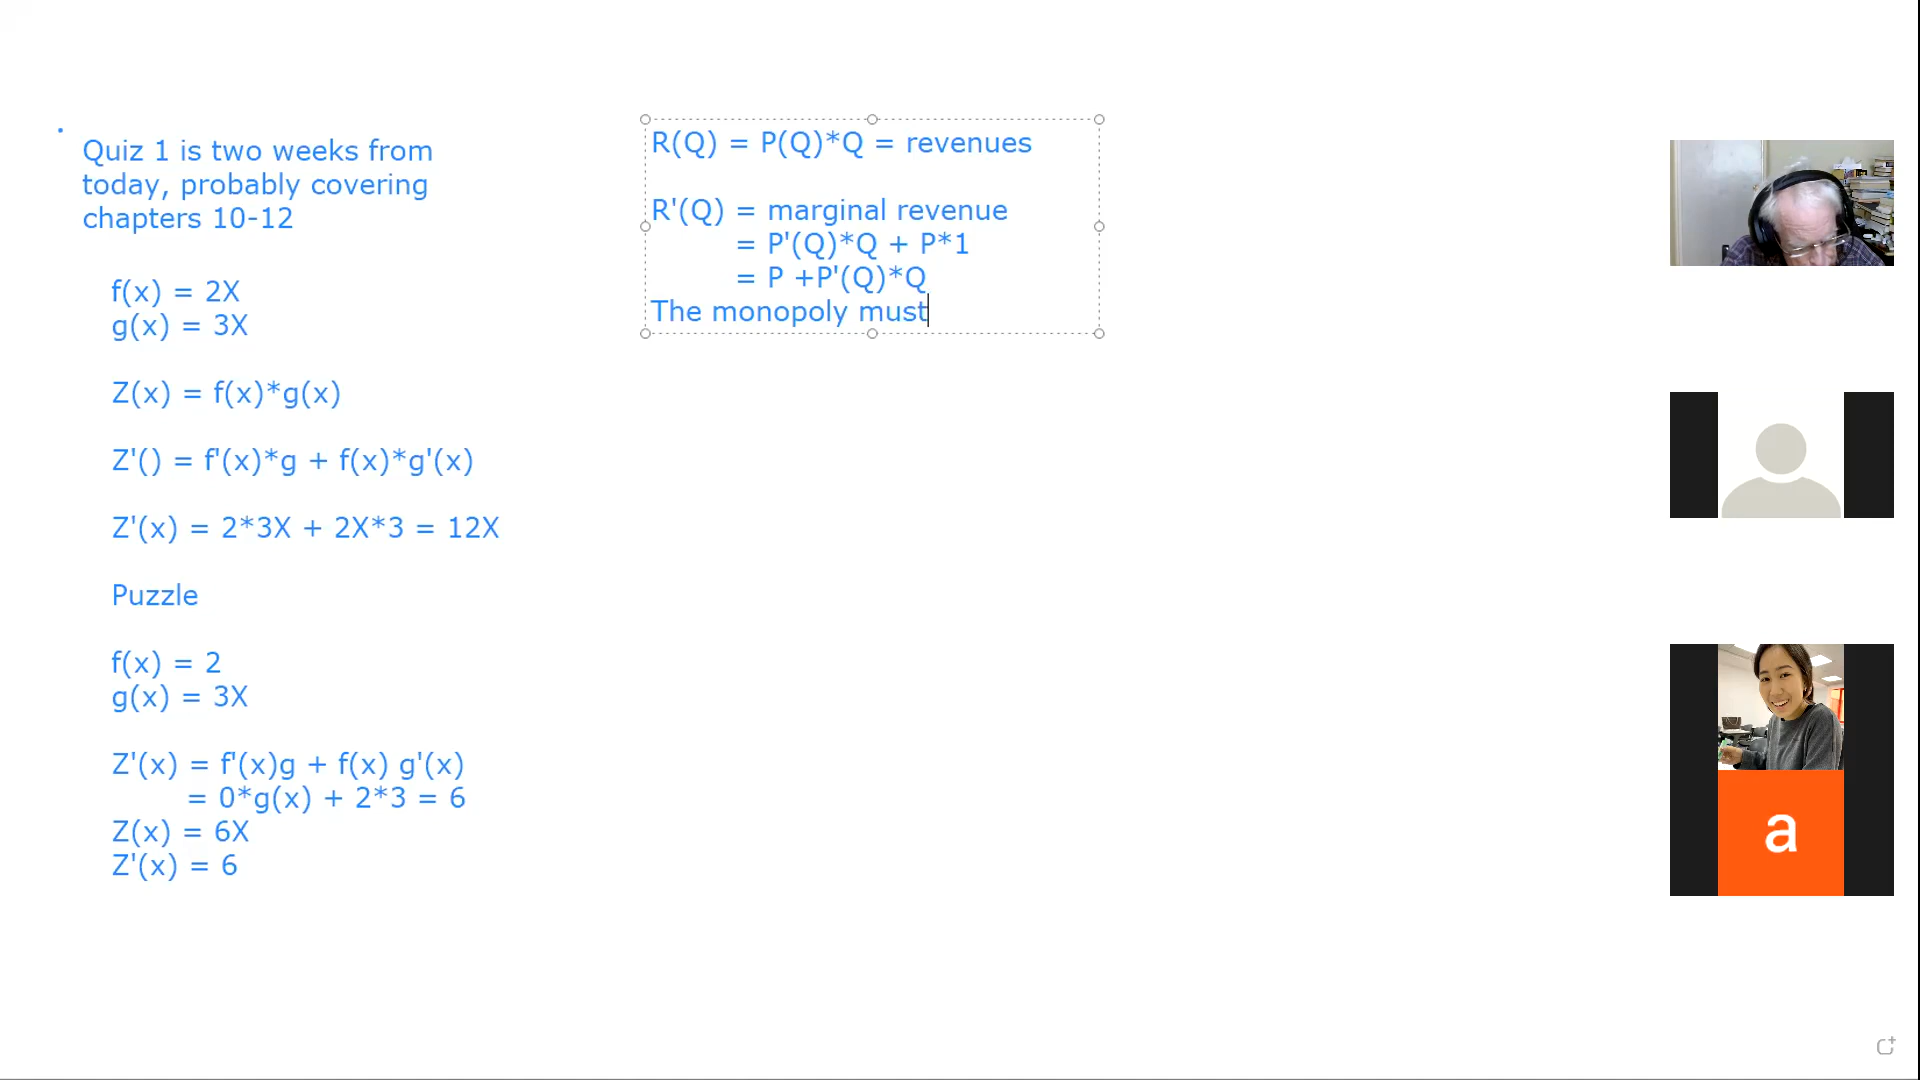 Quiz 1 is two weeks from
today, probably covering
chapters 10-12
f(x) = 2X
g(x) = 3X
Z(x) = f(x)*g(x)
Z'() = f'(x)*g + f(x)*g'(x)
Z'(x) = 2*3X + 2X*3 = 12X
Puzzle
f(x) = 2
g(x) = 3X
Z'(x) = f'(x)g + f(x) g'(x)
= 0*g(x) + 2*3 = 6
Z(x) = 6X
Z'(x) = 6
R(Q) = P(Q)*Q = revenues
R'(Q) = marginal revenue
= P'(Q)*Q + P*1
= P +P'(Q)*Q
The monopoly must
a